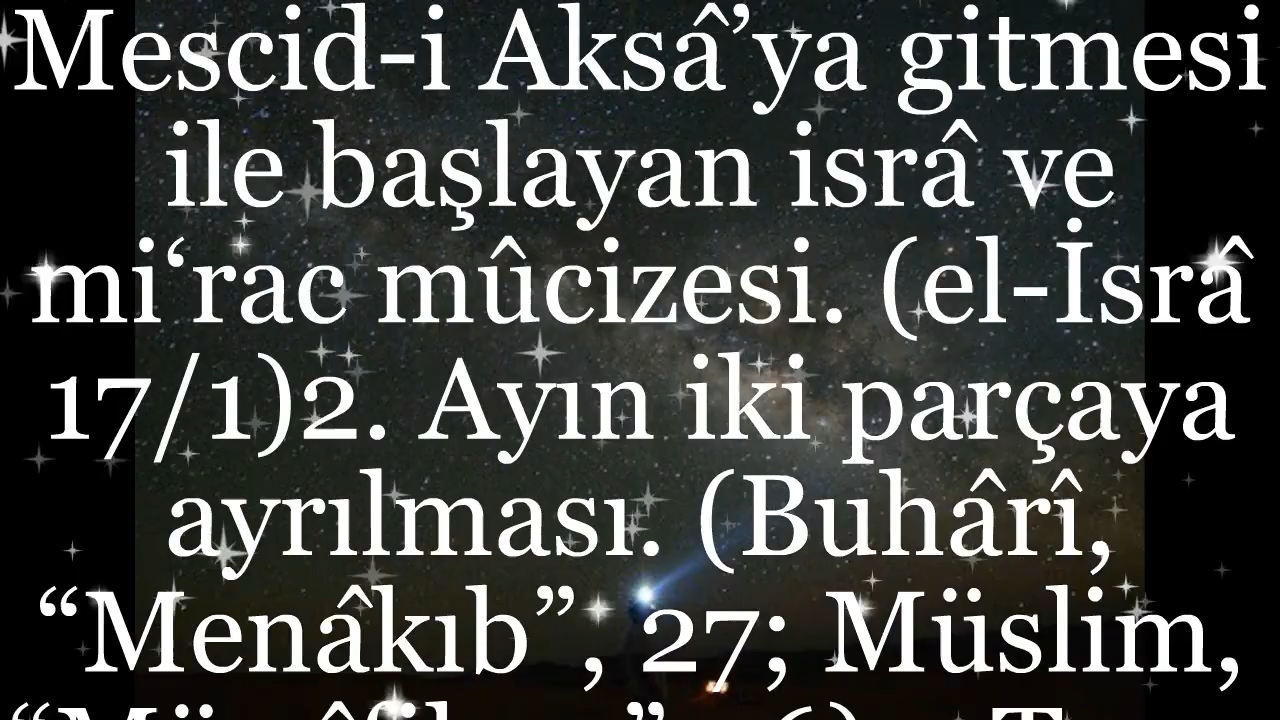 Mescid-i Aksâ’ya gitmesi
ile başlayan isrâ ve
mi‘rac mûcizesi. (el-İsrâ
17/1)2. Ayın iki parçaya
ayrılması. (Buhârî,
“Menâkıb”, 27; Müslim,